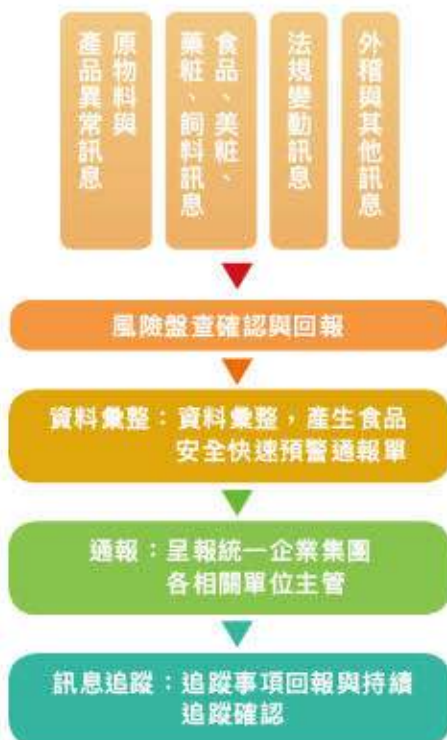 原物料與
產品異常訊息
食品、美粧、
藥粧、飼料訊息
法規變動訊息
外稽與其他訊息
風險盤查確認與回報
資料彙整：資料彙整，產生食品
安全快速預警通報單
通報：呈報統一企業集團
各相關單位主管
訊息追蹤：追蹤事項回報與持續
追蹤確認